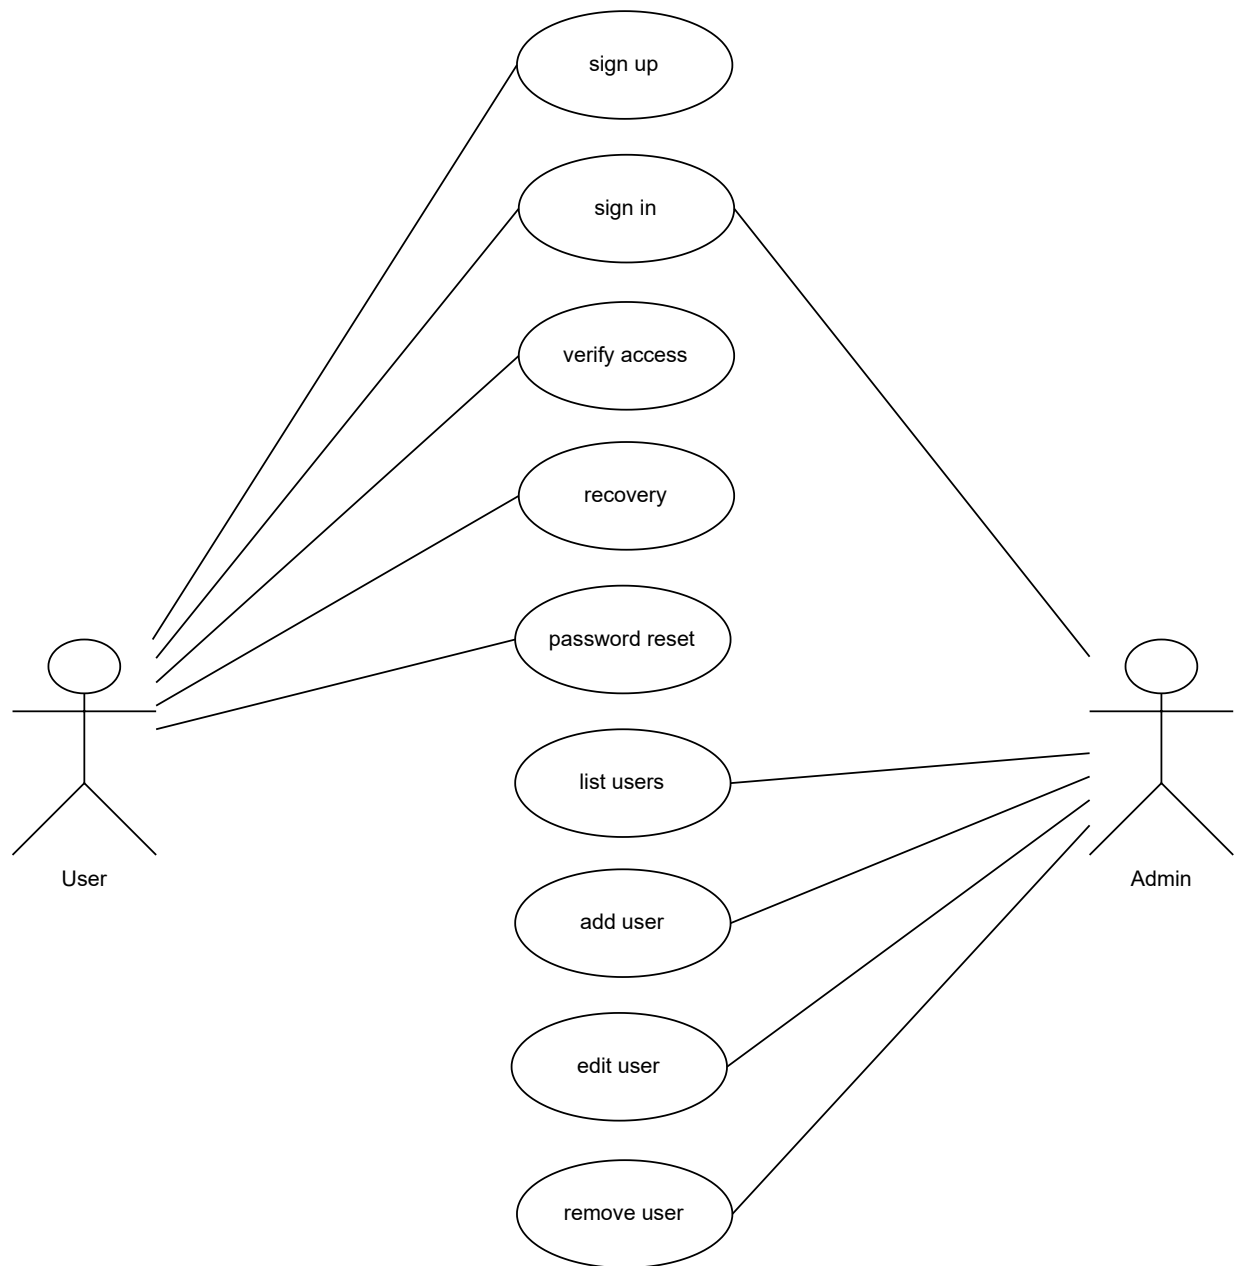 sign up
sign in
verify access
recovery
password reset
list users
User
Admin
add user
edit user
remove user